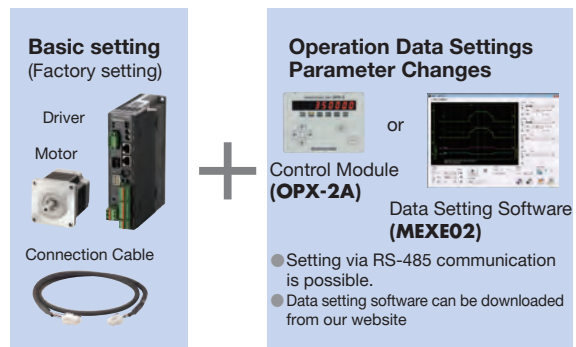 Basic setting
(Factory setting)
Driver
Motor
Connection Cable
Operation Data Settings
Parameter Changes
350000
or
Control Module
(OPX-2A)
Data Setting Software
(MEXE02)
●Setting via RS-485 communication
is possible.
●Data setting software can be downloaded
from our website